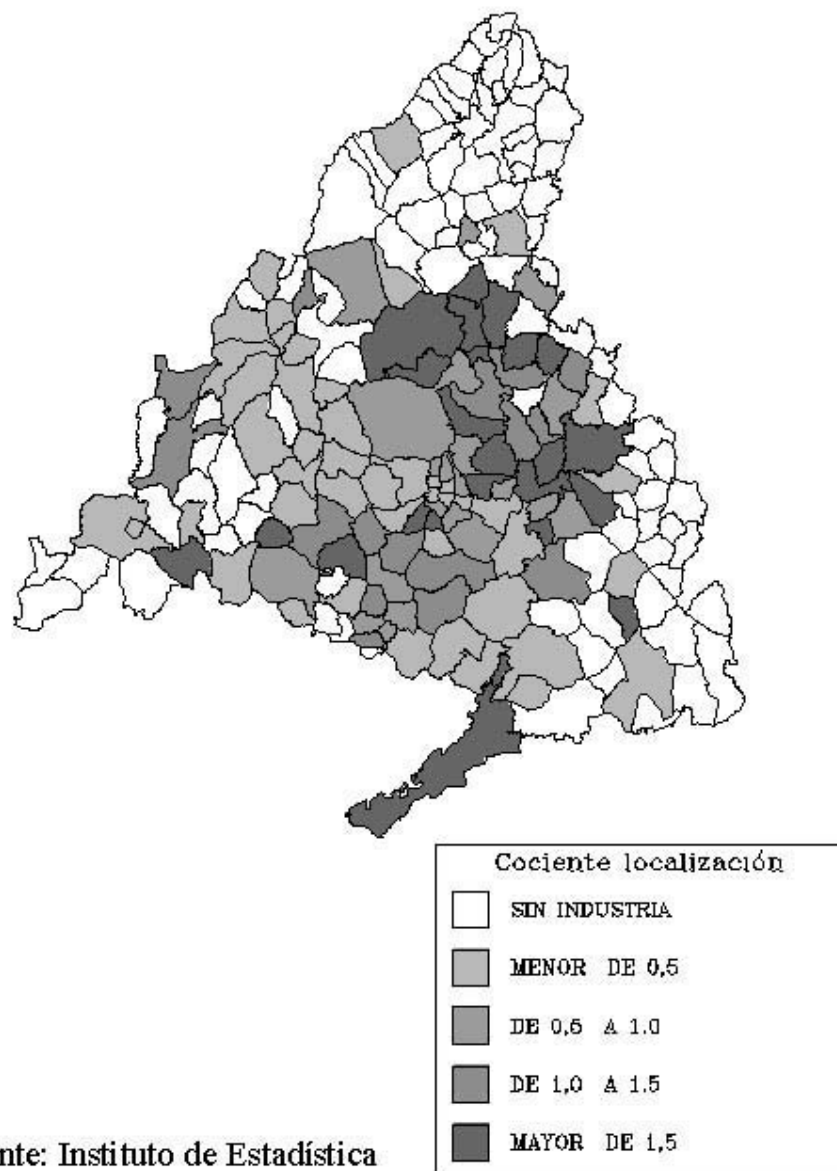 Cociente localización
SIN INDUSTRIA
MENOR DE 0,5
DE 0,5 A 1.0
DE 1,0 A 1.5
MAYOR DE 1,5
nte: Instituto de Estadística